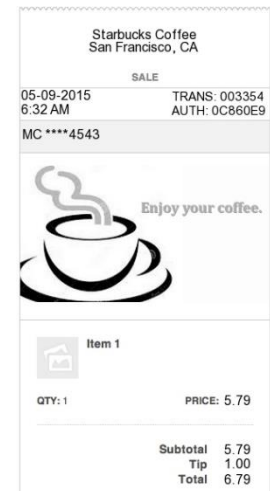 Starbucks Coffee
San Francisco, CA
SALE
05-09-2015 TRANS: 003354
6:32 AM AUTH: 0C860E9
MC ****4543
Enjoy your coffee.
Item 1
QTY: 1 PRICE: 5.79
Subtotal 5.79
Tip 1.00
Total 6.79